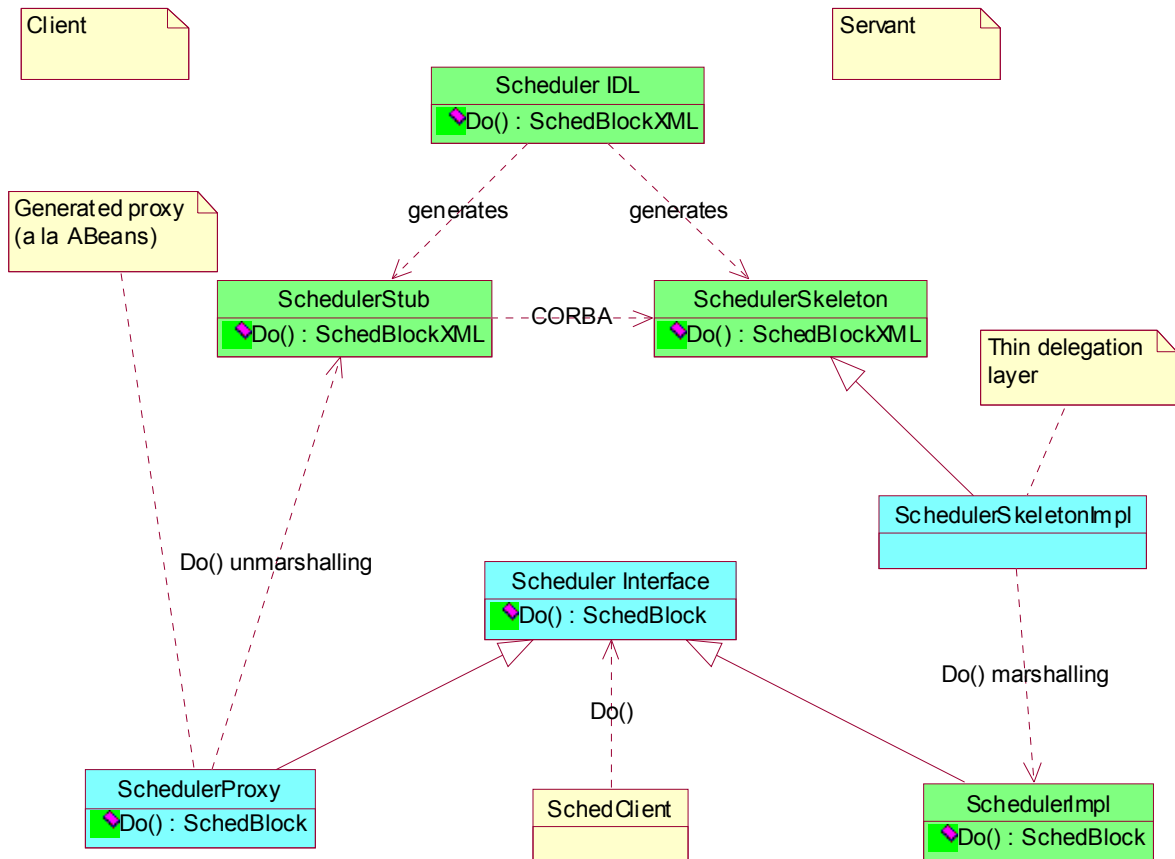 Client
Servant
Scheduler IDL
Do() : SchedBlockXML
Generated proxy
(a la ABeans)
generates
generates
SchedulerStub
Do() : SchedBlockXML
CORBA
SchedulerSkeleton
Do() : SchedBlockXML
Thin delegation
layer
SchedulerSkeletonImpl
Do() unmarshalling
Scheduler Interface
Do() : SchedBlock
Do() marshalling
Do()
SchedulerProxy
Do() : SchedBlock
SchedClient
SchedulerImpl
Do() : SchedBlock